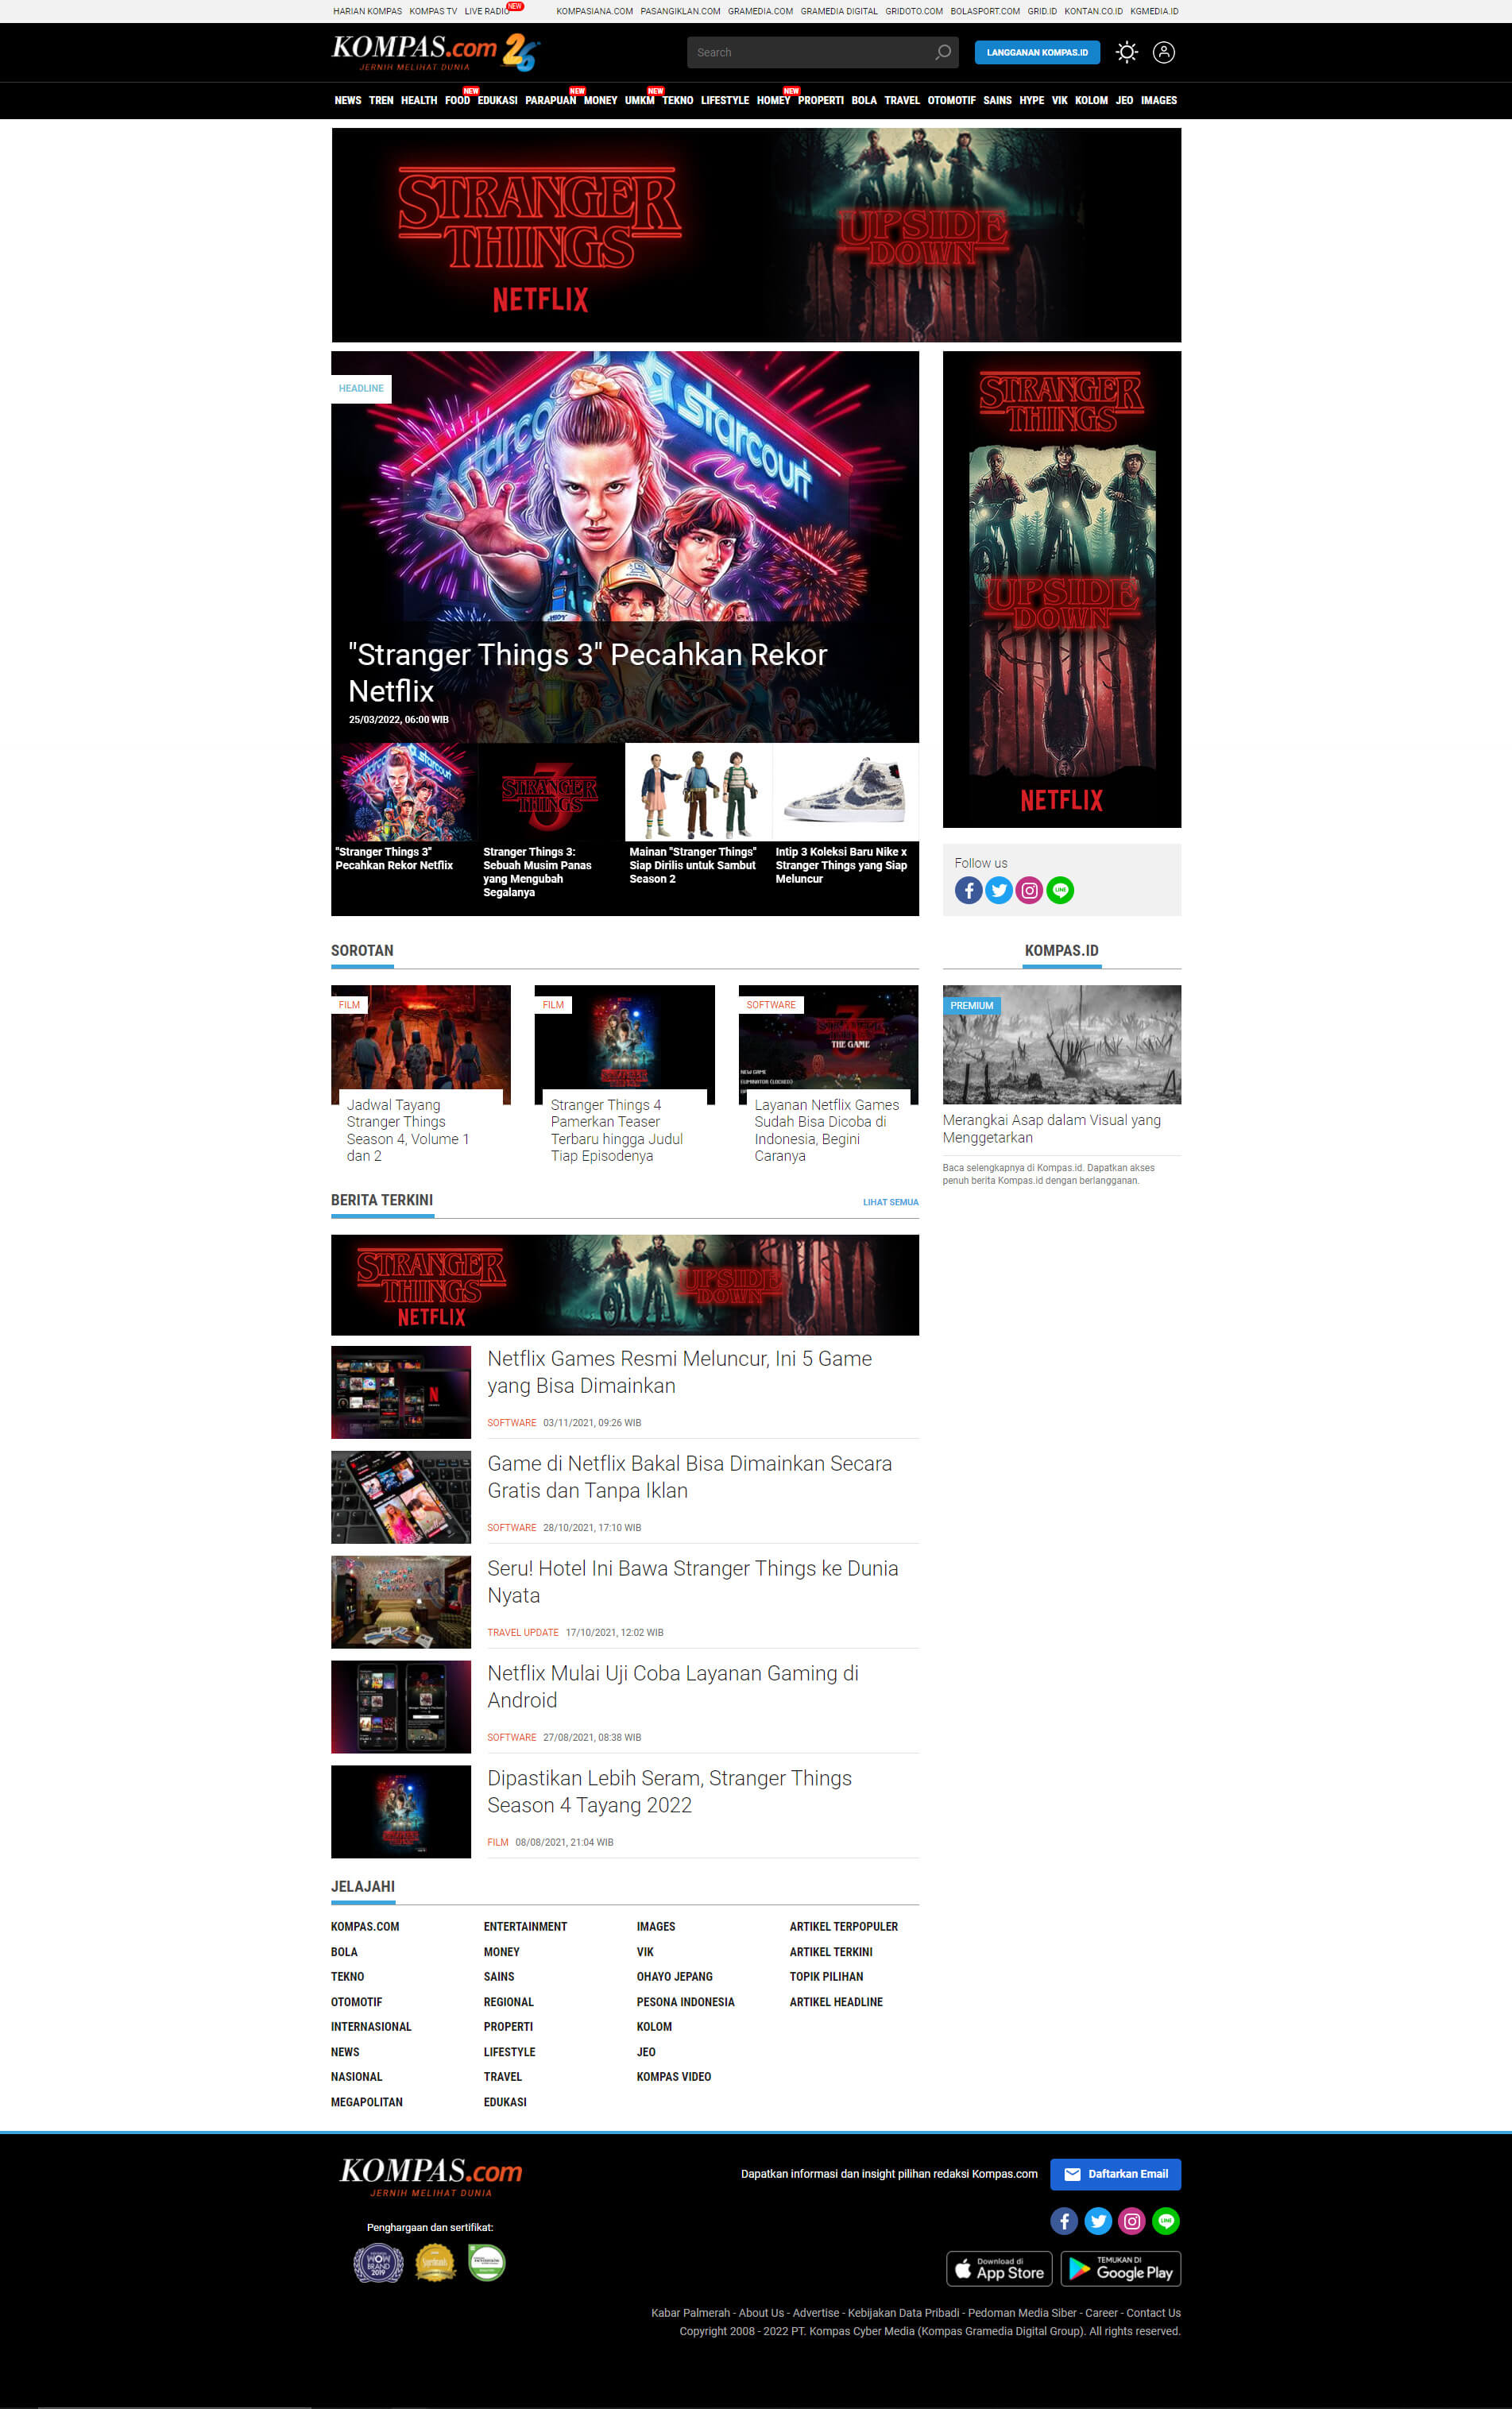 HARIAN KOMPAS KOMPAS TV LIVE RADIO NEW KOMPASIANA.COM PASANGIKLAN.COM GRAMEDIA.COM GRAMEDIA DIGITAL GRIDOTO.COM BOLASPORT.COM GRID.ID KONTAN.CO.ID KGMEDIA.ID
KOMPAS.com 26
JERNIH MELIHAT DUNIA
Search
LANGGANAN KOMPAS.ID
NEWS TREN HEALTH FOOD NEW EDUKASI PARAPUAN NEW MONEY UMKM NEW TEKNO LIFESTYLE HOMEY NEW PROPERTI BOLA TRAVEL OTOMOTIF SAINS HYPE VIK KOLOM JEO IMAGES
STRANGER
THINGS
NETFLIX
UPSIDE
DOWN
HEADLINE
starcourt
starcourt
"Stranger Things 3" Pecahkan Rekor
Netflix
25/03/2022, 06:00 WIB
"Stranger Things 3"
Pecahkan Rekor Netflix
STRANGER
THINGS
3
Stranger Things 3:
Sebuah Musim Panas
yang Mengubah
Segalanya
Mainan "Stranger Things"
Siap Dirilis untuk Sambut
Season 2
Intip 3 Koleksi Baru Nike x
Stranger Things yang Siap
Meluncur
STRANGER
THINGS
UPSIDE
DOWN
NETFLIX
Follow us
SOROTAN
FILM
Jadwal Tayang
Stranger Things
Season 4, Volume 1
dan 2
FILM
Stranger Things 4
Pamerkan Teaser
Terbaru hingga Judul
Tiap Episodenya
SOFTWARE
THE GAME
NEW GAME
ELIMINATOR (LOCKED)
Layanan Netflix Games
Sudah Bisa Dicoba di
Indonesia, Begini
Caranya
KOMPAS.ID
PREMIUM
Merangkai Asap dalam Visual yang
Menggetarkan
Baca selengkapnya di Kompas.id. Dapatkan akses
penuh berita Kompas.id dengan berlangganan.
BERITA TERKINI
LIHAT SEMUA
STRANGER
THINGS
NETFLIX
UPSIDE
DOWN
Netflix Games Resmi Meluncur, Ini 5 Game
yang Bisa Dimainkan
SOFTWARE 03/11/2021, 09:26 WIB
Game di Netflix Bakal Bisa Dimainkan Secara
Gratis dan Tanpa Iklan
SOFTWARE 28/10/2021, 17:10 WIB
Seru! Hotel Ini Bawa Stranger Things ke Dunia
Nyata
TRAVEL UPDATE 17/10/2021, 12:02 WIB
Netflix Mulai Uji Coba Layanan Gaming di
Android
SOFTWARE 27/08/2021, 08:38 WIB
Dipastikan Lebih Seram, Stranger Things
Season 4 Tayang 2022
FILM 08/08/2021, 21:04 WIB
JELAJAHI
KOMPAS.COM ENTERTAINMENT IMAGES ARTIKEL TERPOPULER
BOLA MONEY VIK ARTIKEL TERKINI
TEKNO SAINS OHAYO JEPANG TOPIK PILIHAN
OTOMOTIF REGIONAL PESONA INDONESIA ARTIKEL HEADLINE
INTERNASIONAL PROPERTI KOLOM
NEWS LIFESTYLE JEO
NASIONAL TRAVEL KOMPAS VIDEO
MEGAPOLITAN EDUKASI
KOMPAS.com
JERNIH MELIHAT DUNIA
Dapatkan informasi dan insight pilihan redaksi Kompas.com
Daftarkan Email
Penghargaan dan sertifikat:
WOW
BRAND
2019
Superbrands
Download di
App Store
TEMUKAN DI
Google Play
Kabar Palmerah - About Us - Advertise - Kebijakan Data Pribadi - Pedoman Media Siber - Career - Contact Us
Copyright 2008 - 2022 PT. Kompas Cyber Media (Kompas Gramedia Digital Group). All rights reserved.